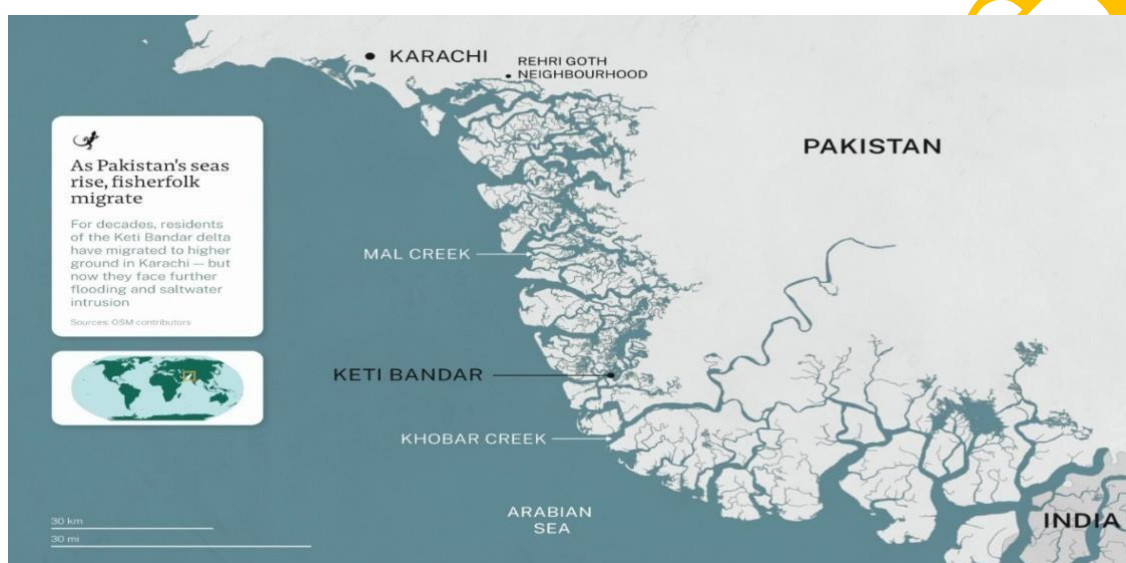 KARACHI
REHRI GOTH
NEIGHBOURHOOD
PAKISTAN
As Pakistan's seas
rise, fisherfolk
migrate
For decades, residents
of the Keti Bandar delta
have migrated to higher
ground in Karachi — but
now they face further
flooding and saltwater
intrusion
Sources: OSM contributors
MAL CREEK
KETI BANDAR
KHOBAR CREEK
ARABIAN
SEA
INDIA
30 km
30 mi